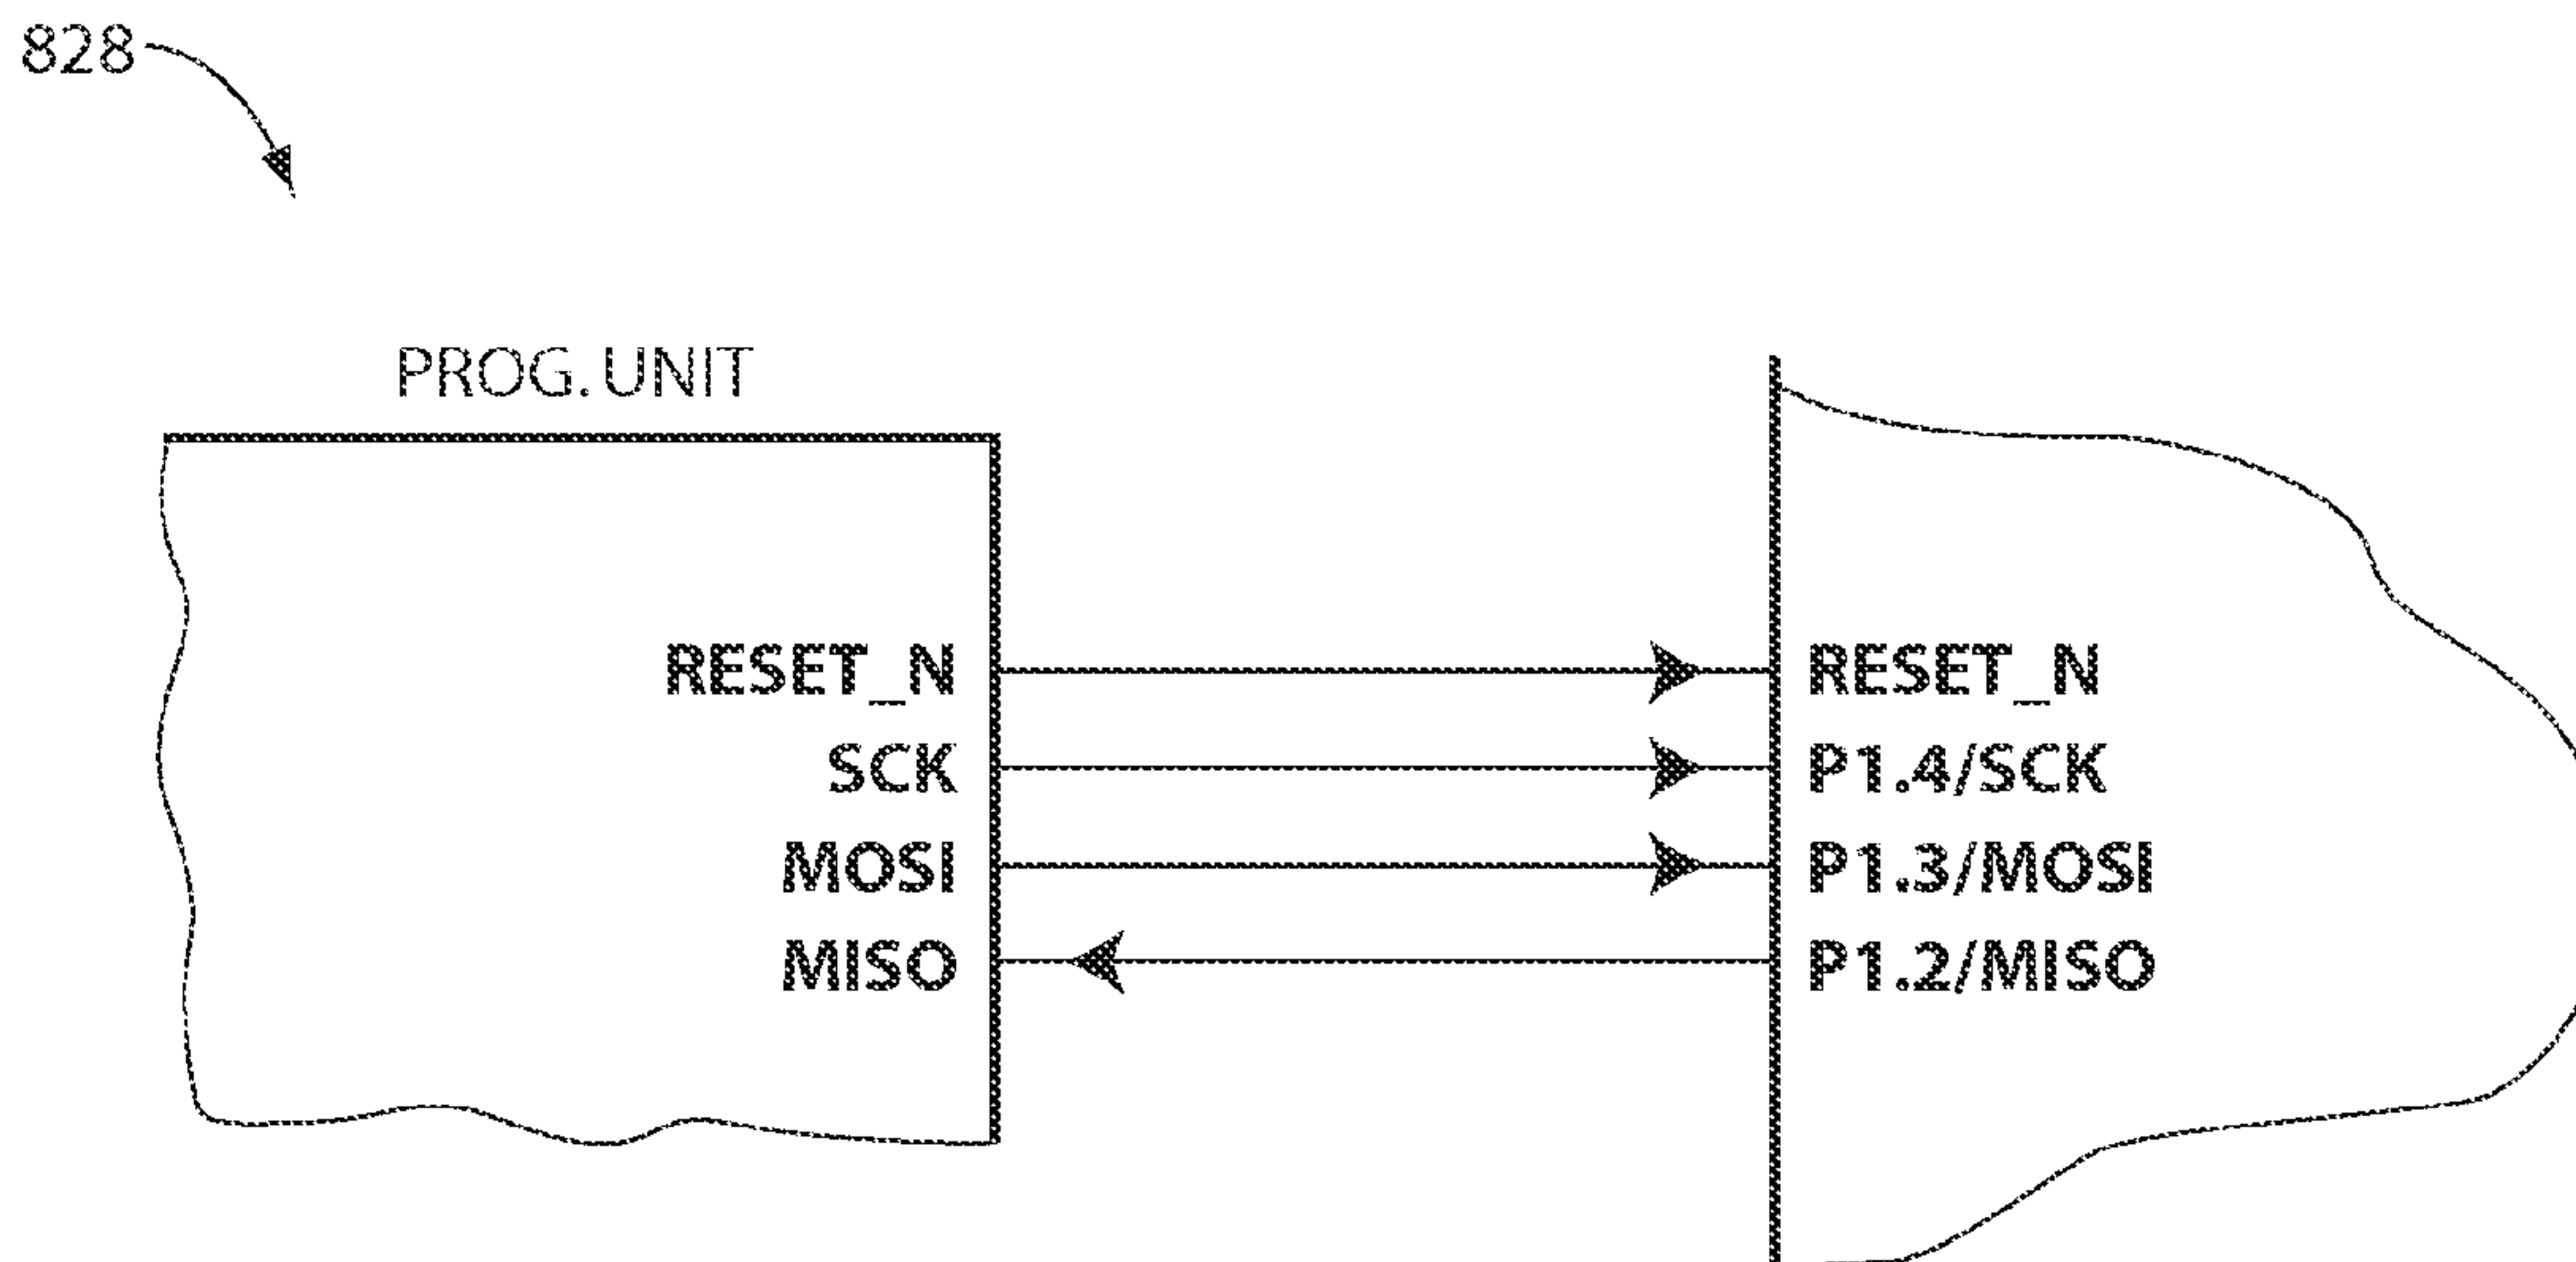 828
PROG. UNIT
RESET_N
SCK
MOSI
MISO
RESET_N
P1.4/SCK
P1.3/MOSI
P1.2/MISO